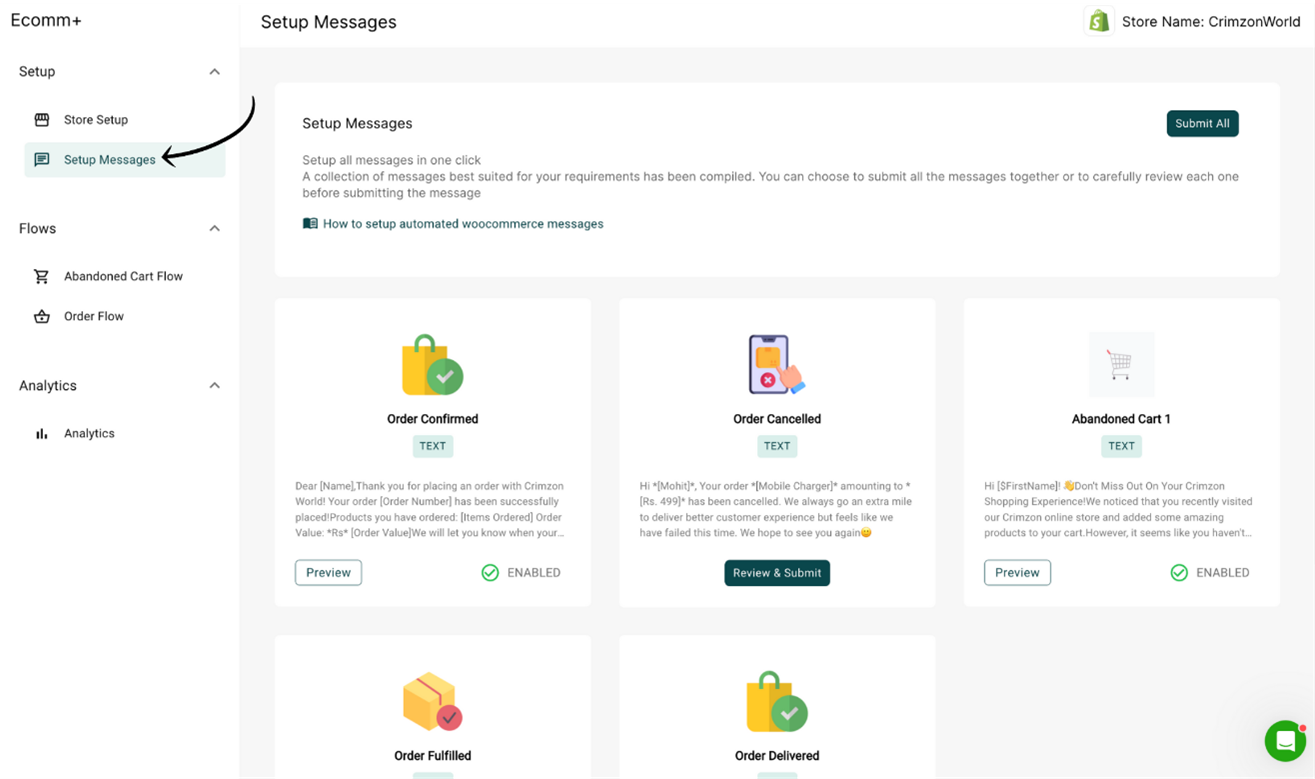 Ecomm+
Setup Messages
Store Name: CrimzonWorld
Setup
Store Setup
Setup Messages
Flows
Abandoned Cart Flow
Order Flow
Analytics
Analytics
Setup Messages
Submit All
Setup all messages in one click
A collection of messages best suited for your requirements has been compiled. You can choose to submit all the messages together or to carefully review each one
before submitting the message
How to setup automated woocommerce messages
Order Confirmed
TEXT
Dear [Name],Thank you for placing an order with Crimzon
World! Your order [Order Number] has been successfully
placed!Products you have ordered: [Items Ordered] Order
Value: *Rs* [Order Value]We will let you know when your...
Preview
ENABLED
Order Cancelled
TEXT
Hi *[Mohit]*, Your order *[Mobile Charger]* amounting to *
[Rs. 499]* has been cancelled. We always go an extra mile
to deliver better customer experience but feels like we
have failed this time. We hope to see you again😀
Review & Submit
Abandoned Cart 1
TEXT
Hi [$FirstName]! 👋Don't Miss Out On Your Crimzon
Shopping Experience!We noticed that you recently visited
our Crimzon online store and added some amazing
products to your cart.However, it seems like you haven't...
Preview
ENABLED
Order Fulfilled
Order Delivered